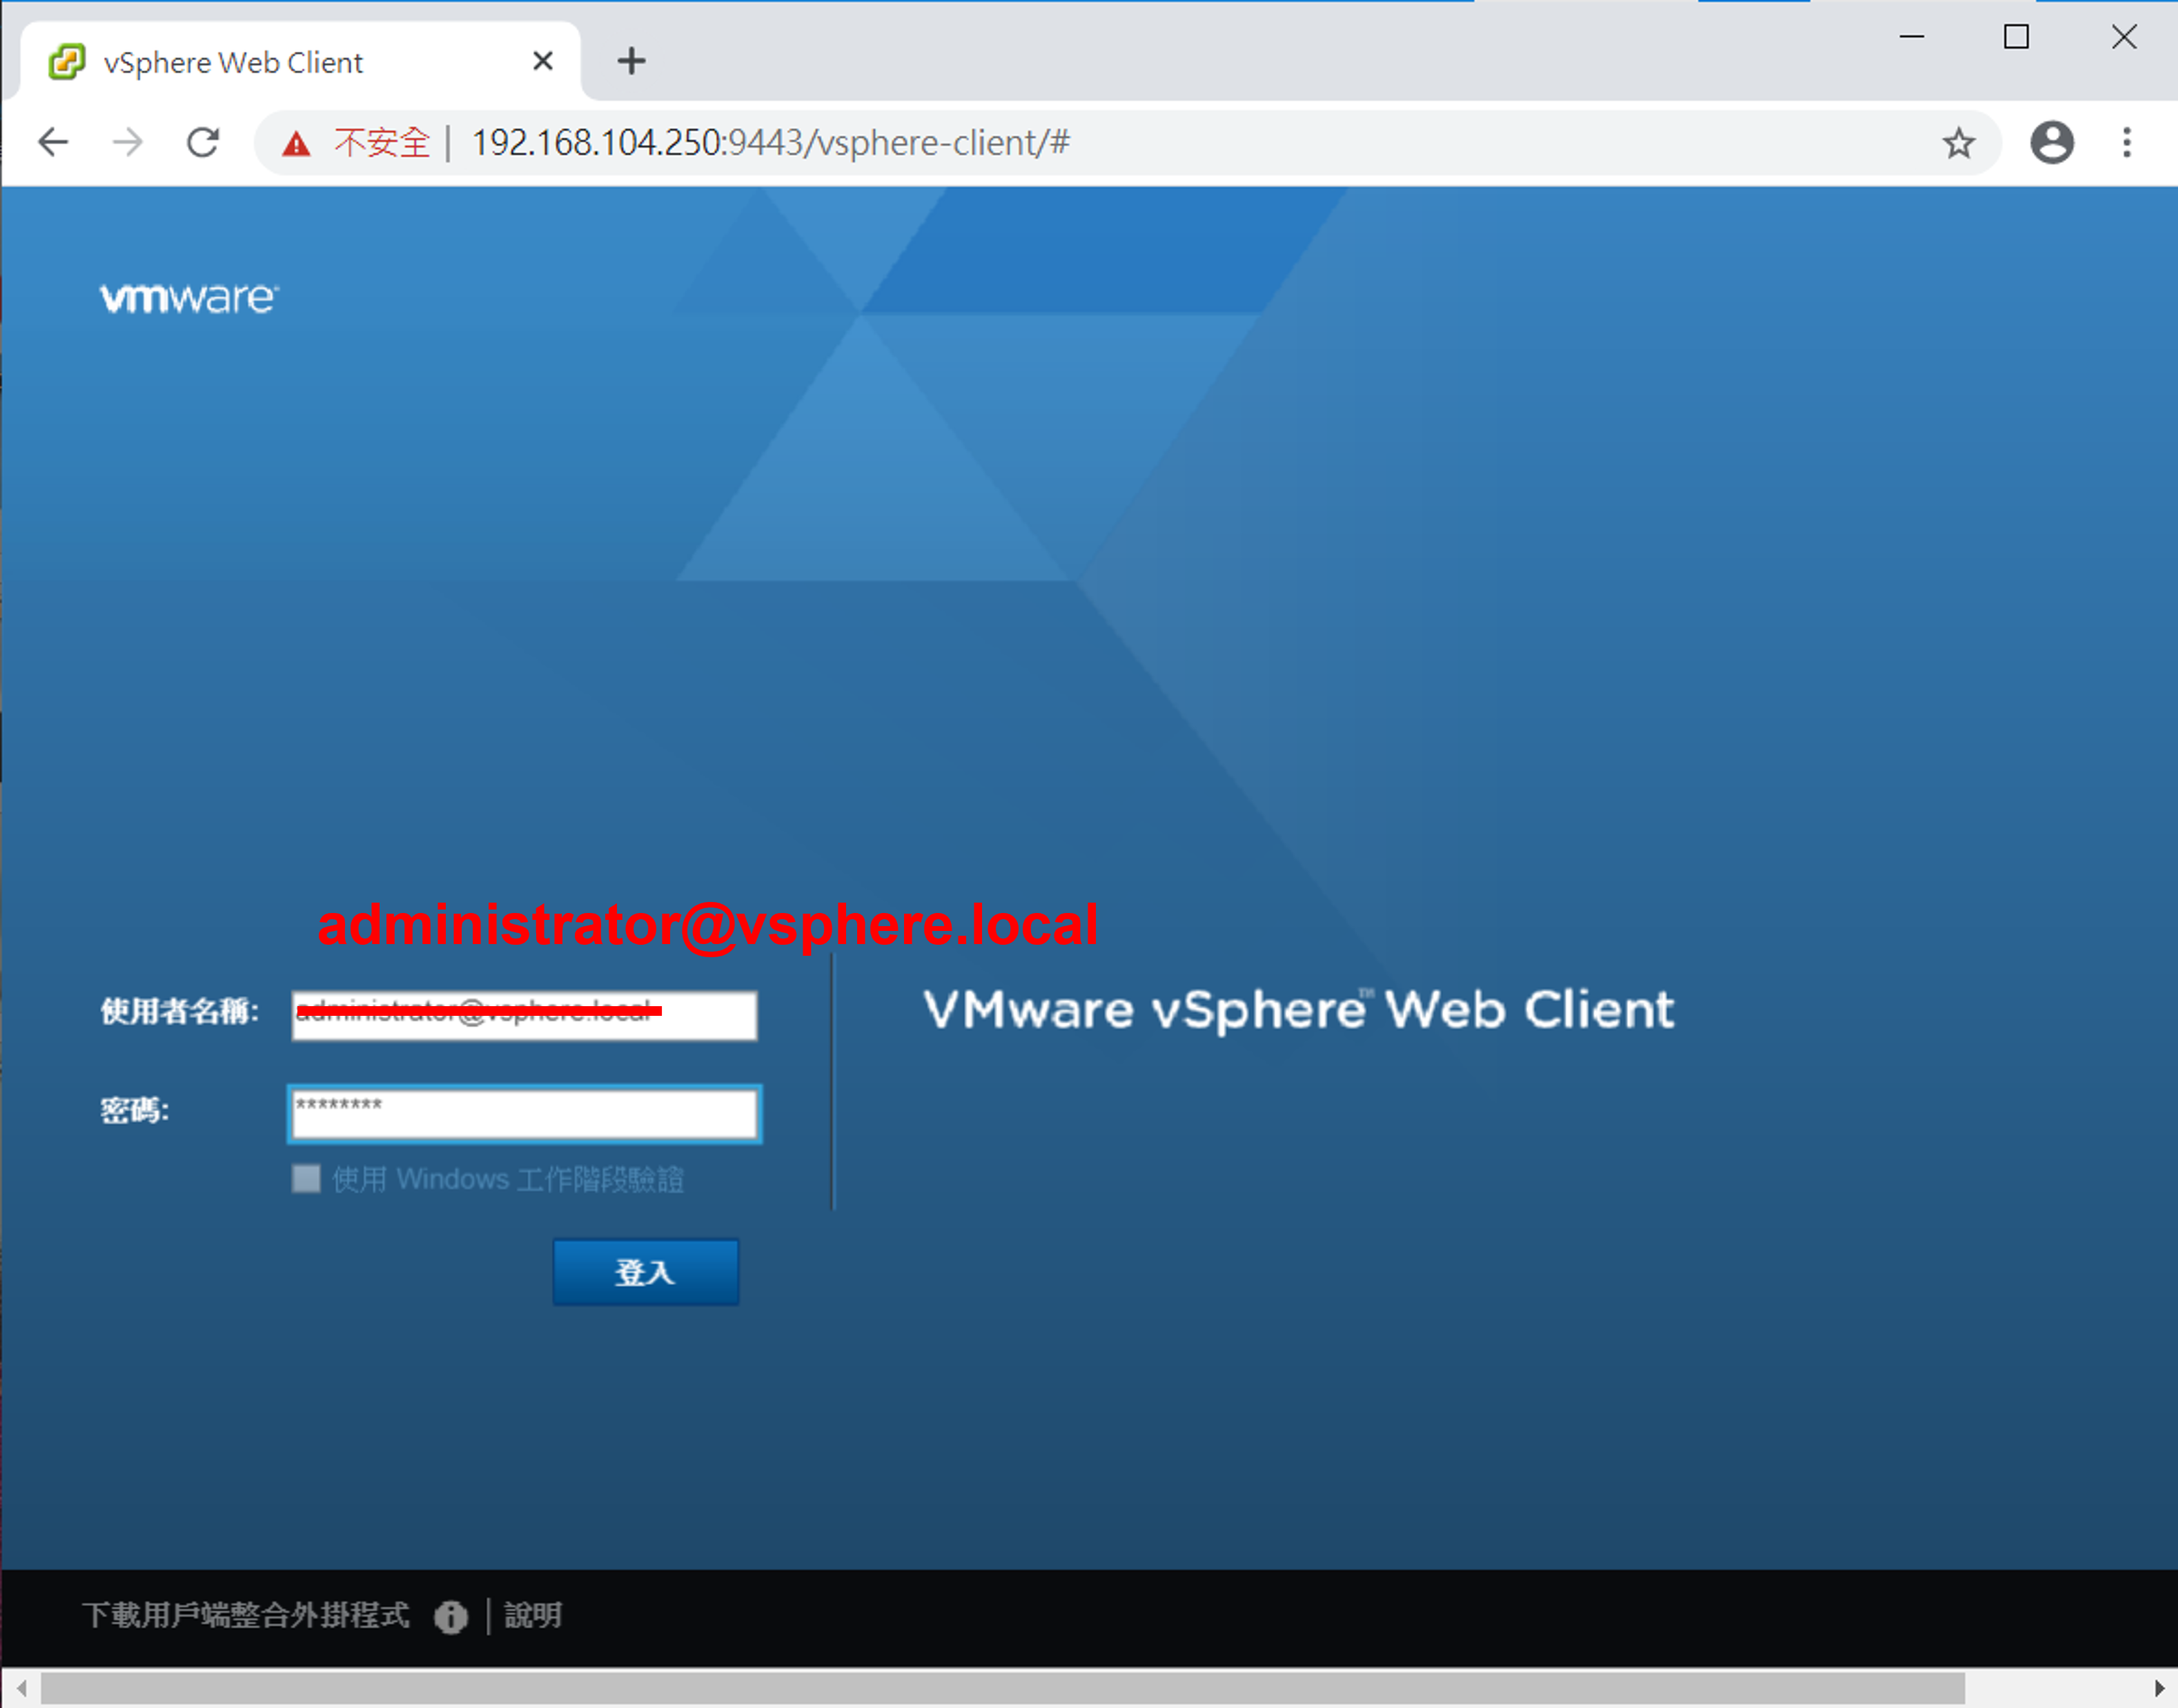 vSphere Web Client
不安全 | 192.168.104.250:9443/vsphere-client/#
vmware
administrator@vsphere.local
使用者名稱: administrator@vsphere.local
VMware vSphere™ Web Client
密碼: ********
使用 Windows 工作階段驗證
登入
下載用戶端整合外掛程式 | 說明